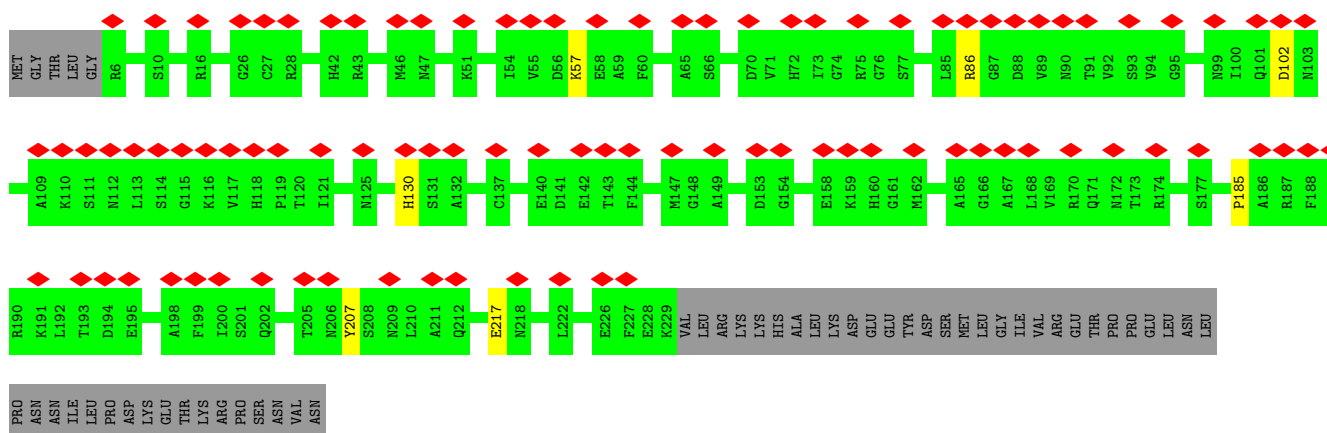 MET GLY THR LEU GLY R6 S10 R16 G26 C27 R28 H42 R43 M46 N47 K51 I54 V55 D56 K57 E58 A59 F60 A65 S66 D70 V71 H72 I73 G74 R75 G76 S77 L85 R86 G87 D88 V89 N90 T91 V92 S93 V94 G95 N99 I100 Q101 D102 N103
A109 K110 S111 N112 L113 S114 G115 K116 V117 H118 P119 T120 I121 N125 H130 S131 A132 C137 E140 D141 E142 T143 F144 M147 G148 A149 D153 G154 E158 K159 H160 G161 M162 A165 G166 A167 L168 V169 R170 Q171 N172 T173 R174 S177 P185 A186 R187 F188
R190 K191 L192 T193 D194 E195 A198 F199 I200 S201 Q202 T205 N206 Y207 S208 N209 L210 A211 Q212 E217 N218 L222 E226 F227 E228 K229 VAL LEU ARG LYS LYS HIS ALA LEU LYS ASP GLU GLU TYR ASP SER MET LEU GLY ILE VAL ARG GLU THR PRO PRO GLU LEU ASN LEU
PRO ASN ASN ILE LEU PRO ASP LYS GLU THR LYS ARG PRO SER ASN VAL ASN